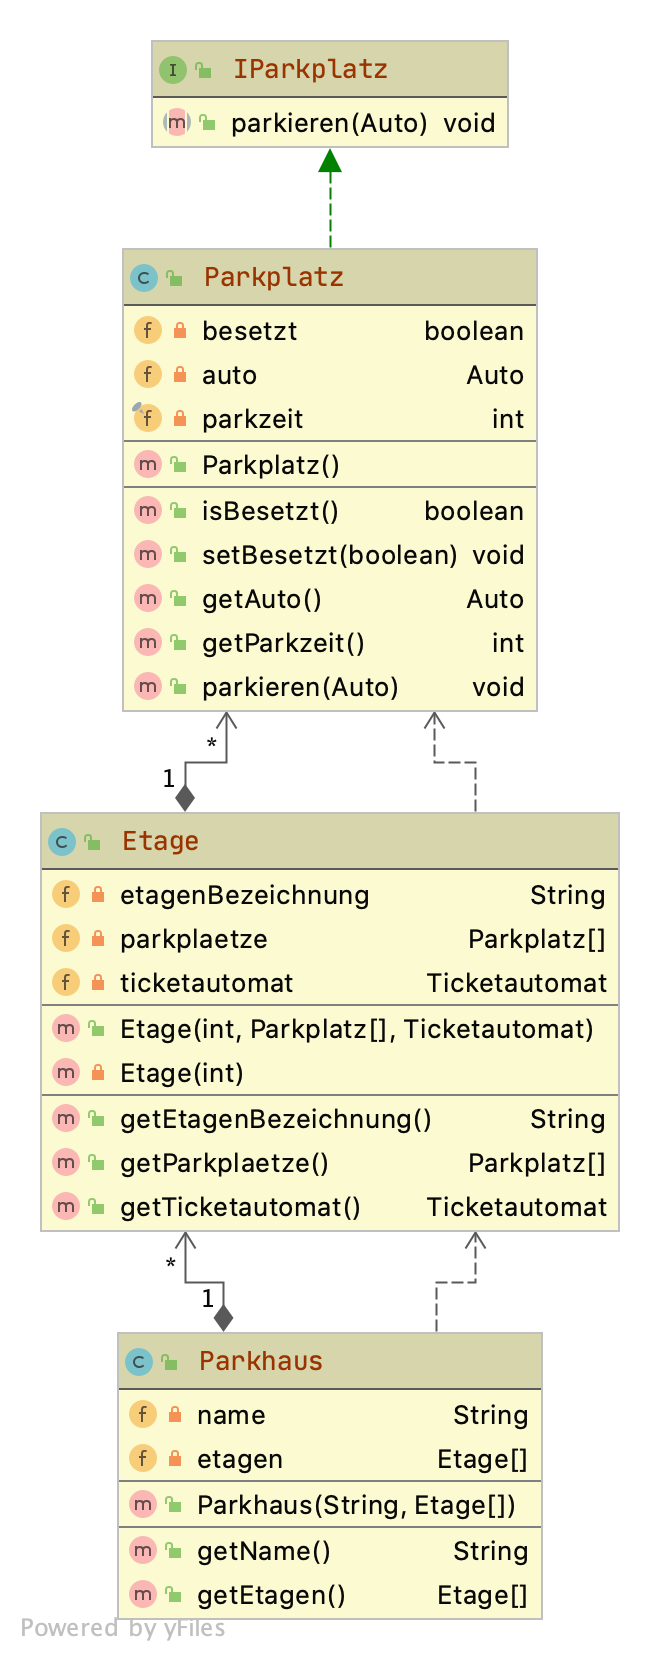 I IParkplatz
m parkieren(Auto) void
C Parkplatz
f besetzt boolean
f auto Auto
f parkzeit int
m Parkplatz()
m isBesetzt() boolean
m setBesetzt(boolean) void
m getAuto() Auto
m getParkzeit() int
m parkieren(Auto) void
*
1
C Etage
f etagenBezeichnung String
f parkplaetze Parkplatz[]
f ticketautomat Ticketautomat
m Etage(int, Parkplatz[], Ticketautomat)
m Etage(int)
m getEtagenBezeichnung() String
m getParkplaetze() Parkplatz[]
m getTicketautomat() Ticketautomat
*
1
C Parkhaus
f name String
f etagen Etage[]
m Parkhaus(String, Etage[])
m getName() String
m getEtagen() Etage[]
Powered by yFiles